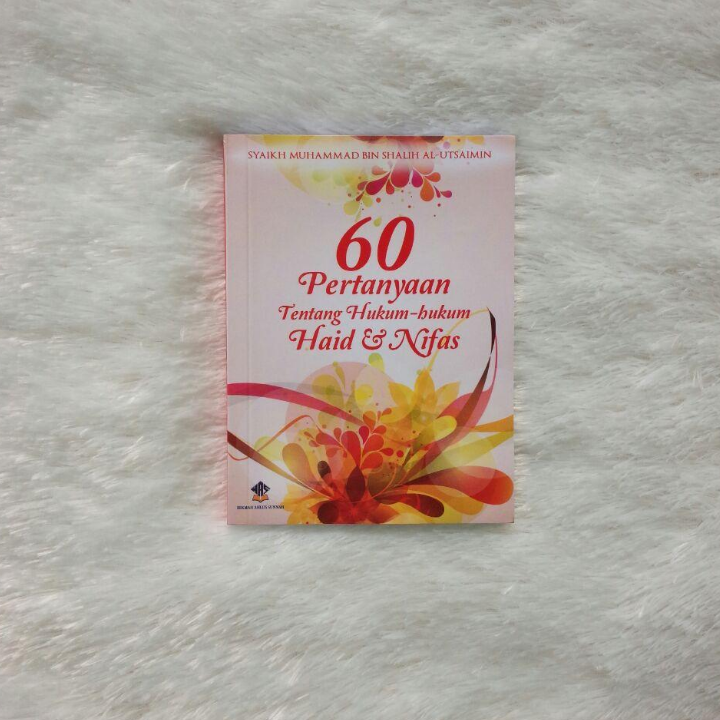 SYAIKH MUHAMMAD BIN SHALIH AL-UTSAIMIN
60
Pertanyaan
Tentang Hukum-hukum
Haid & Nifas